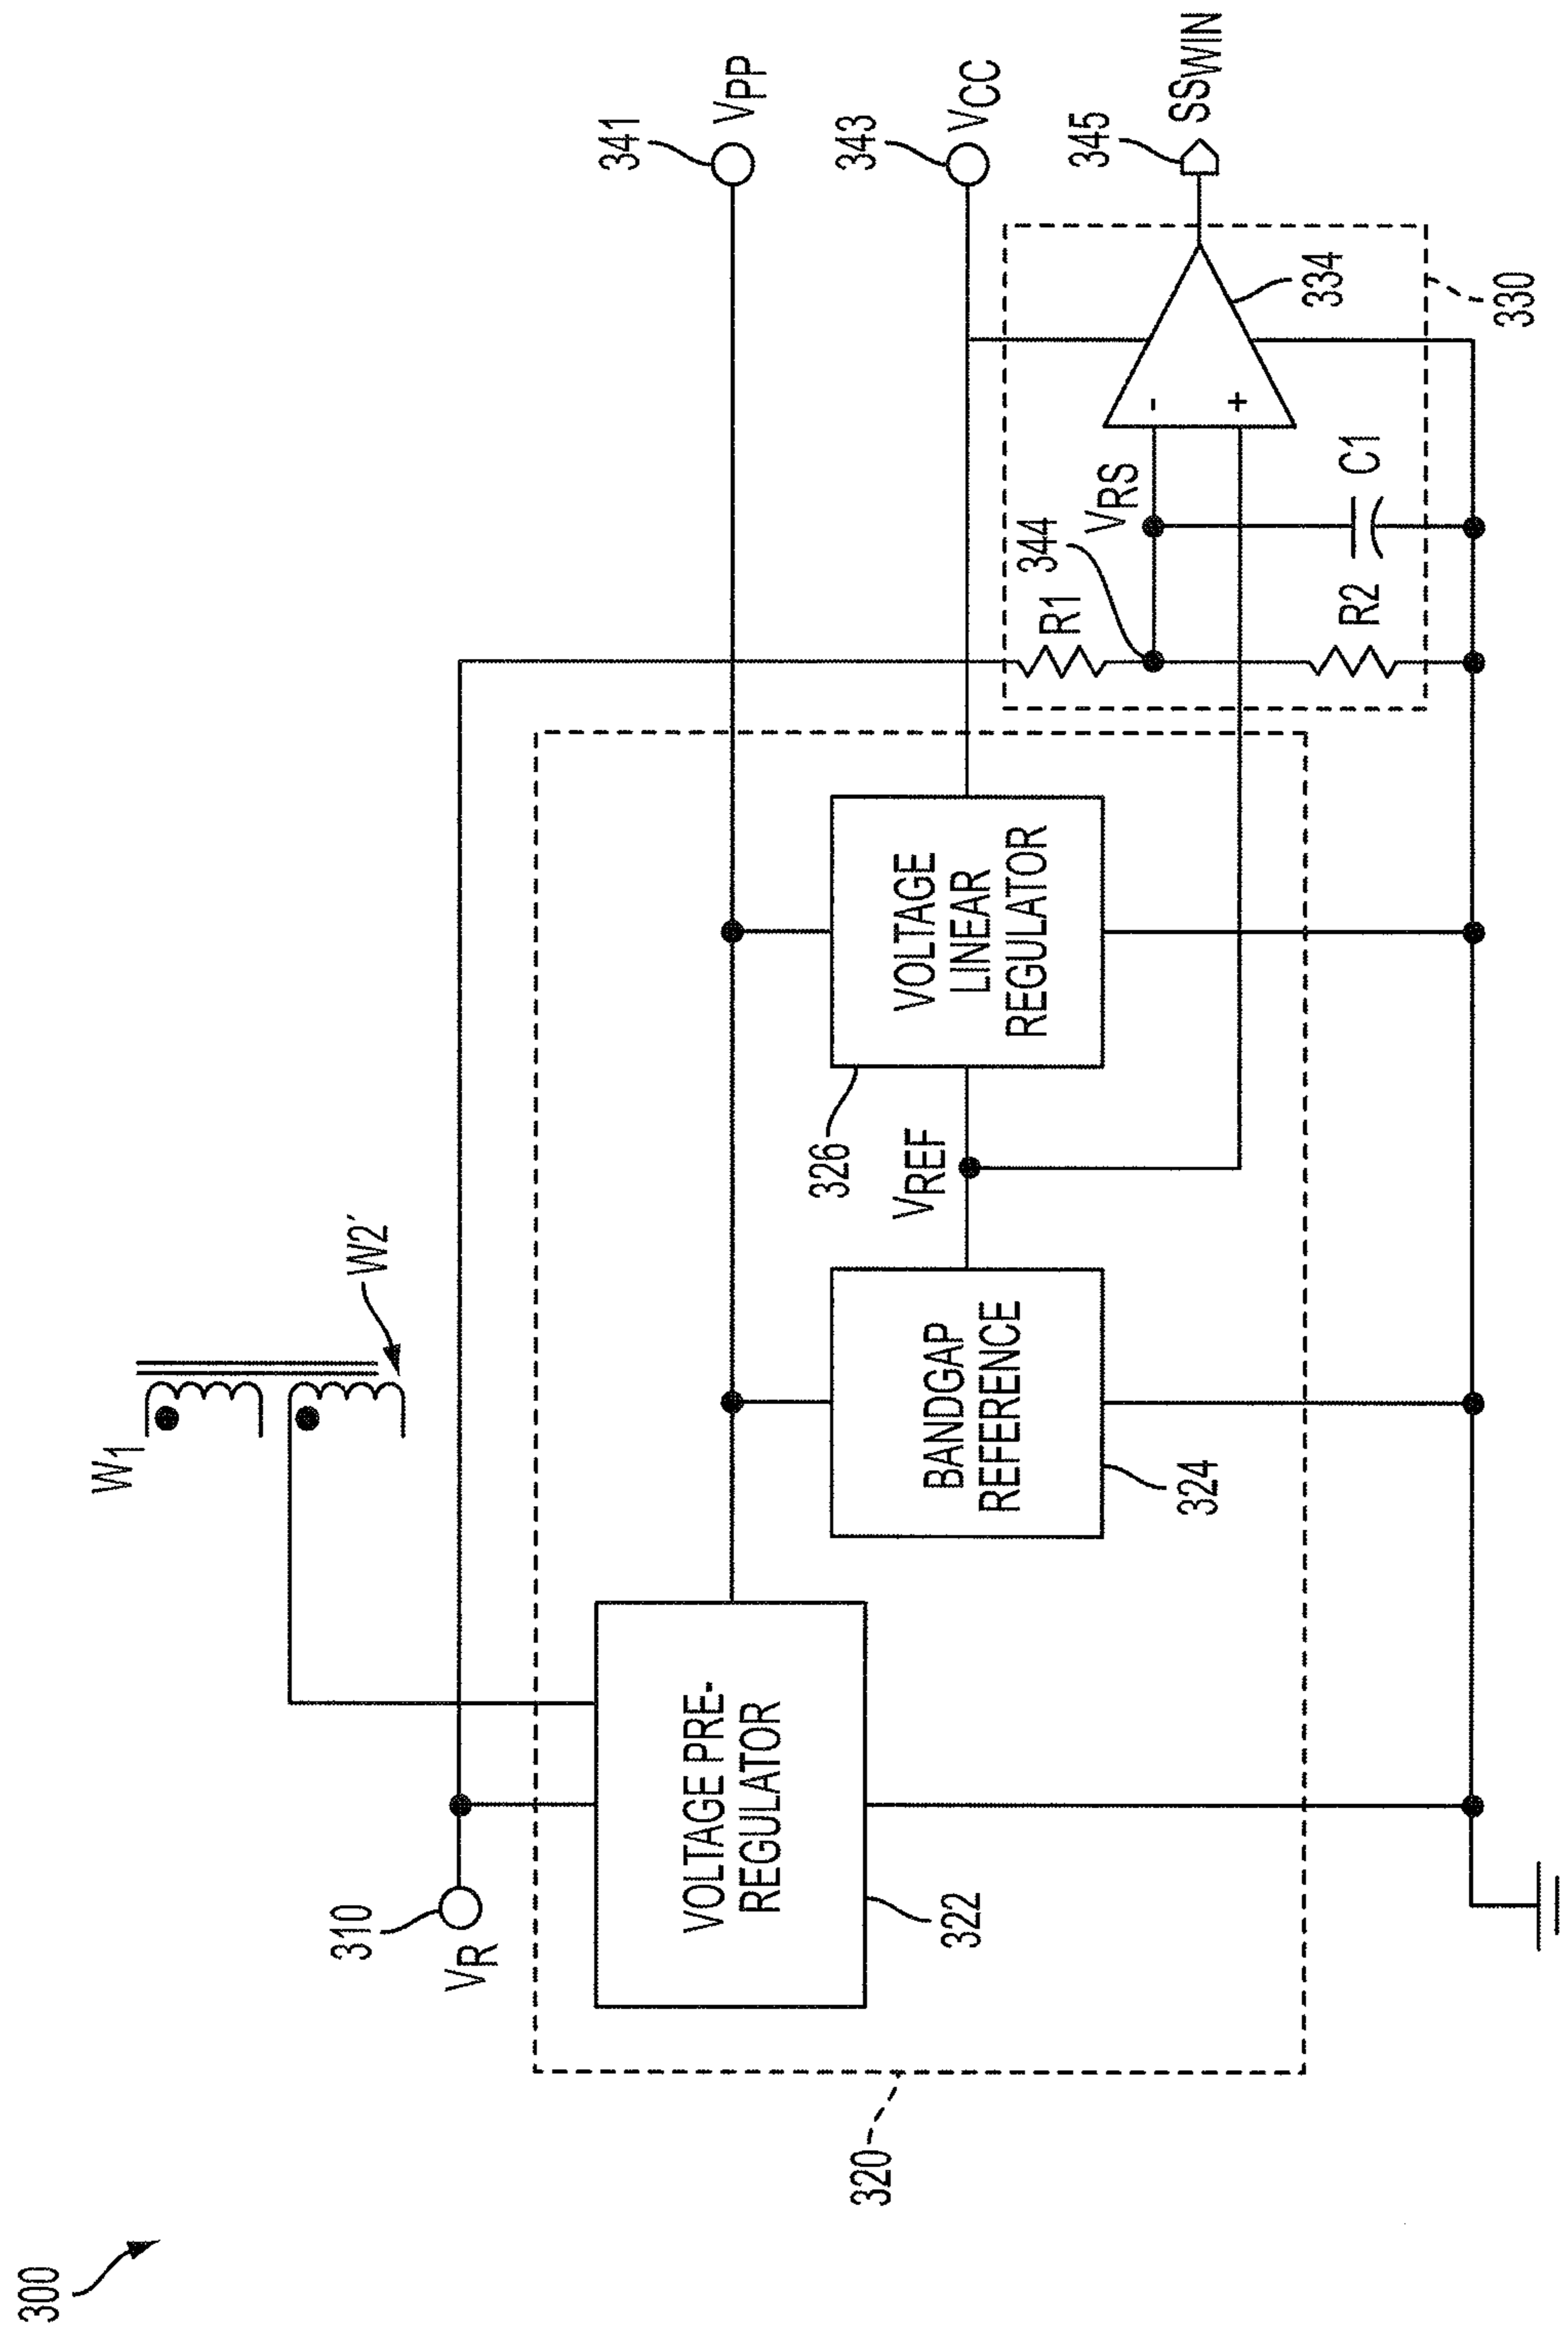 300
W1
W2′
310
VR
341
VPP
343
VCC
345
SSWIN
VOLTAGE PRE-
REGULATOR
322
BANDGAP
REFERENCE
324
VREF
326
VOLTAGE
LINEAR
REGULATOR
344
VRS
R1
R2
C1
-
+
334
330
320